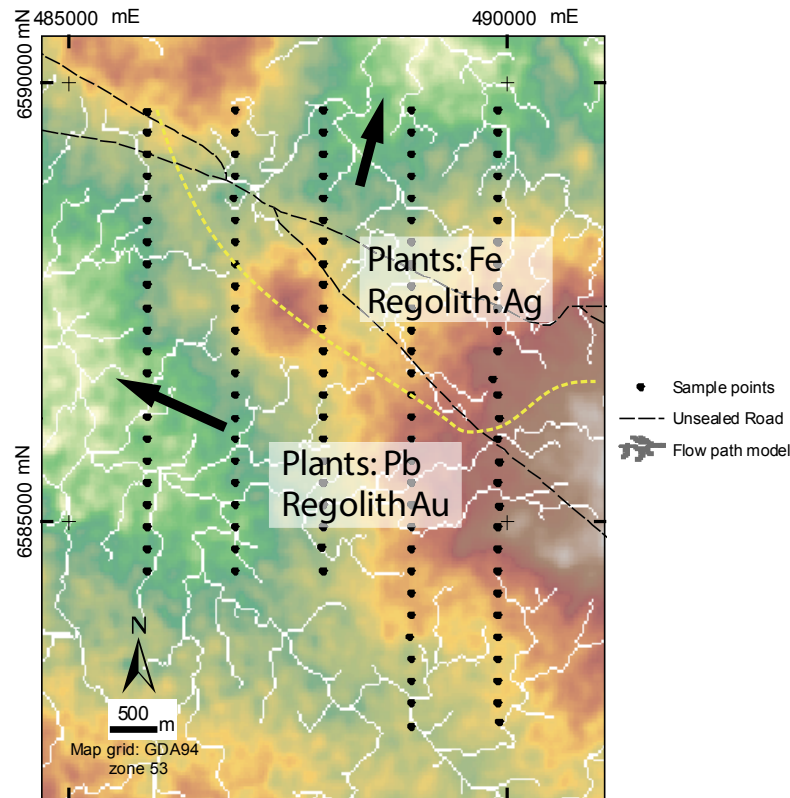 485000 mE 490000 mE
6590000 mN
Plants: Fe
Regolith: Ag
Sample points
Unsealed Road
Flow path model
Plants: Pb
Regolith Au
6585000 mN
N
500 m
Map grid: GDA94
zone 53